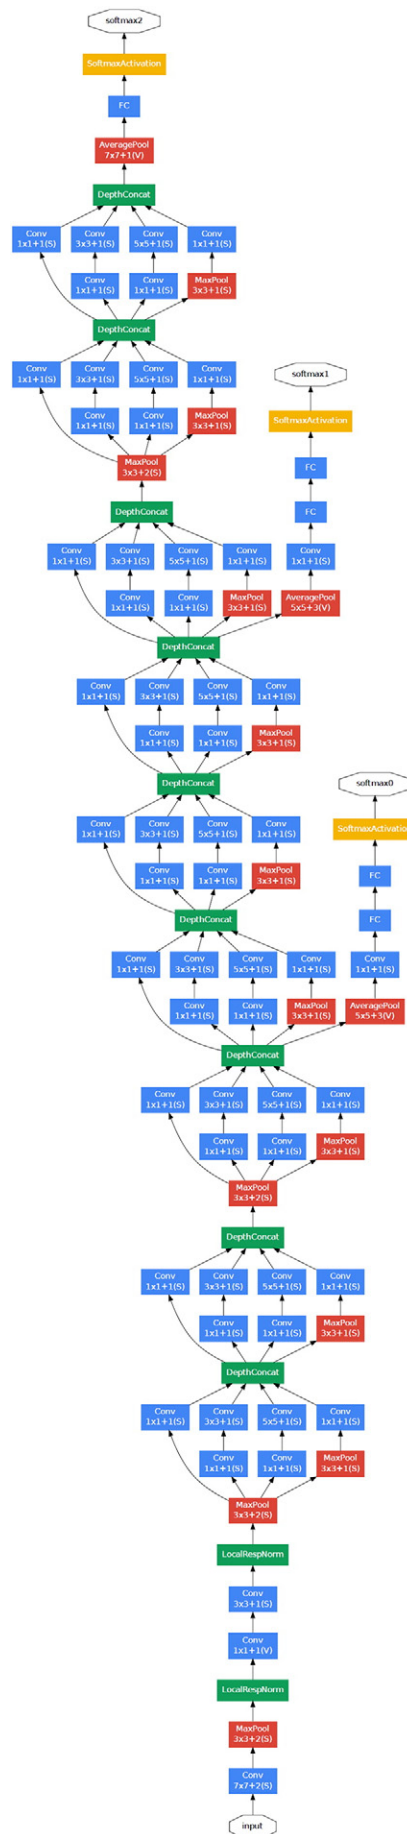 softmax2
SoftmaxActivation
FC
AveragePool
7x7+1(V)
DepthConcat
Conv Conv Conv Conv
1x1+1(S) 3x3+1(S) 5x5+1(S) 1x1+1(S)
Conv Conv MaxPool
1x1+1(S) 1x1+1(S) 3x3+1(S)
DepthConcat
Conv Conv Conv Conv
1x1+1(S) 3x3+1(S) 5x5+1(S) 1x1+1(S)
softmax1
Conv Conv MaxPool
1x1+1(S) 1x1+1(S) 3x3+1(S)
SoftmaxActivation
MaxPool
3x3+2(S)
FC
DepthConcat
FC
Conv Conv Conv Conv Conv
1x1+1(S) 3x3+1(S) 5x5+1(S) 1x1+1(S) 1x1+1(S)
Conv Conv MaxPool AveragePool
1x1+1(S) 1x1+1(S) 3x3+1(S) 5x5+3(V)
DepthConcat
Conv Conv Conv Conv
1x1+1(S) 3x3+1(S) 5x5+1(S) 1x1+1(S)
Conv Conv MaxPool
1x1+1(S) 1x1+1(S) 3x3+1(S)
DepthConcat
softmax0
Conv Conv Conv Conv
1x1+1(S) 3x3+1(S) 5x5+1(S) 1x1+1(S)
SoftmaxActivation
Conv Conv MaxPool
1x1+1(S) 1x1+1(S) 3x3+1(S)
FC
DepthConcat
FC
Conv Conv Conv Conv Conv
1x1+1(S) 3x3+1(S) 5x5+1(S) 1x1+1(S) 1x1+1(S)
Conv Conv MaxPool AveragePool
1x1+1(S) 1x1+1(S) 3x3+1(S) 5x5+3(V)
DepthConcat
Conv Conv Conv Conv
1x1+1(S) 3x3+1(S) 5x5+1(S) 1x1+1(S)
Conv Conv MaxPool
1x1+1(S) 1x1+1(S) 3x3+1(S)
MaxPool
3x3+2(S)
DepthConcat
Conv Conv Conv Conv
1x1+1(S) 3x3+1(S) 5x5+1(S) 1x1+1(S)
Conv Conv MaxPool
1x1+1(S) 1x1+1(S) 3x3+1(S)
DepthConcat
Conv Conv Conv Conv
1x1+1(S) 3x3+1(S) 5x5+1(S) 1x1+1(S)
Conv Conv MaxPool
1x1+1(S) 1x1+1(S) 3x3+1(S)
MaxPool
3x3+2(S)
LocalRespNorm
Conv
3x3+1(S)
Conv
1x1+1(V)
LocalRespNorm
MaxPool
3x3+2(S)
Conv
7x7+2(S)
input